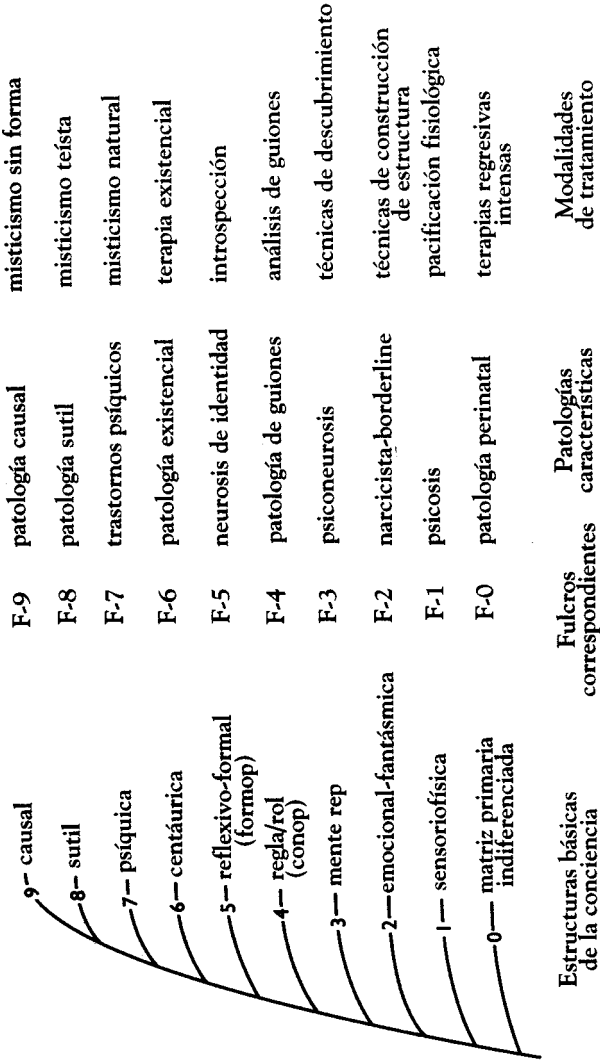 9— causal F-9 patología causal misticismo sin forma
8— sutil F-8 patología sutil misticismo teísta
7— psíquica F-7 trastornos psíquicos misticismo natural
6— centáurica F-6 patología existencial terapia existencial
5— reflexivo-formal F-5 neurosis de identidad introspección
(formop)
4— regla/rol F-4 patología de guiones análisis de guiones
(conop)
3— mente rep F-3 psiconeurosis técnicas de descubrimiento
2—emocional-fantásmica F-2 narcicista-borderline técnicas de construcción
de estructura
1— sensoriofísica F-1 psicosis pacificación fisiológica
0— matriz primaria F-0 patología perinatal terapias regresivas
indiferenciada intensas
Estructuras básicas Fulcros Patologías Modalidades
de la conciencia correspondientes características de tratamiento